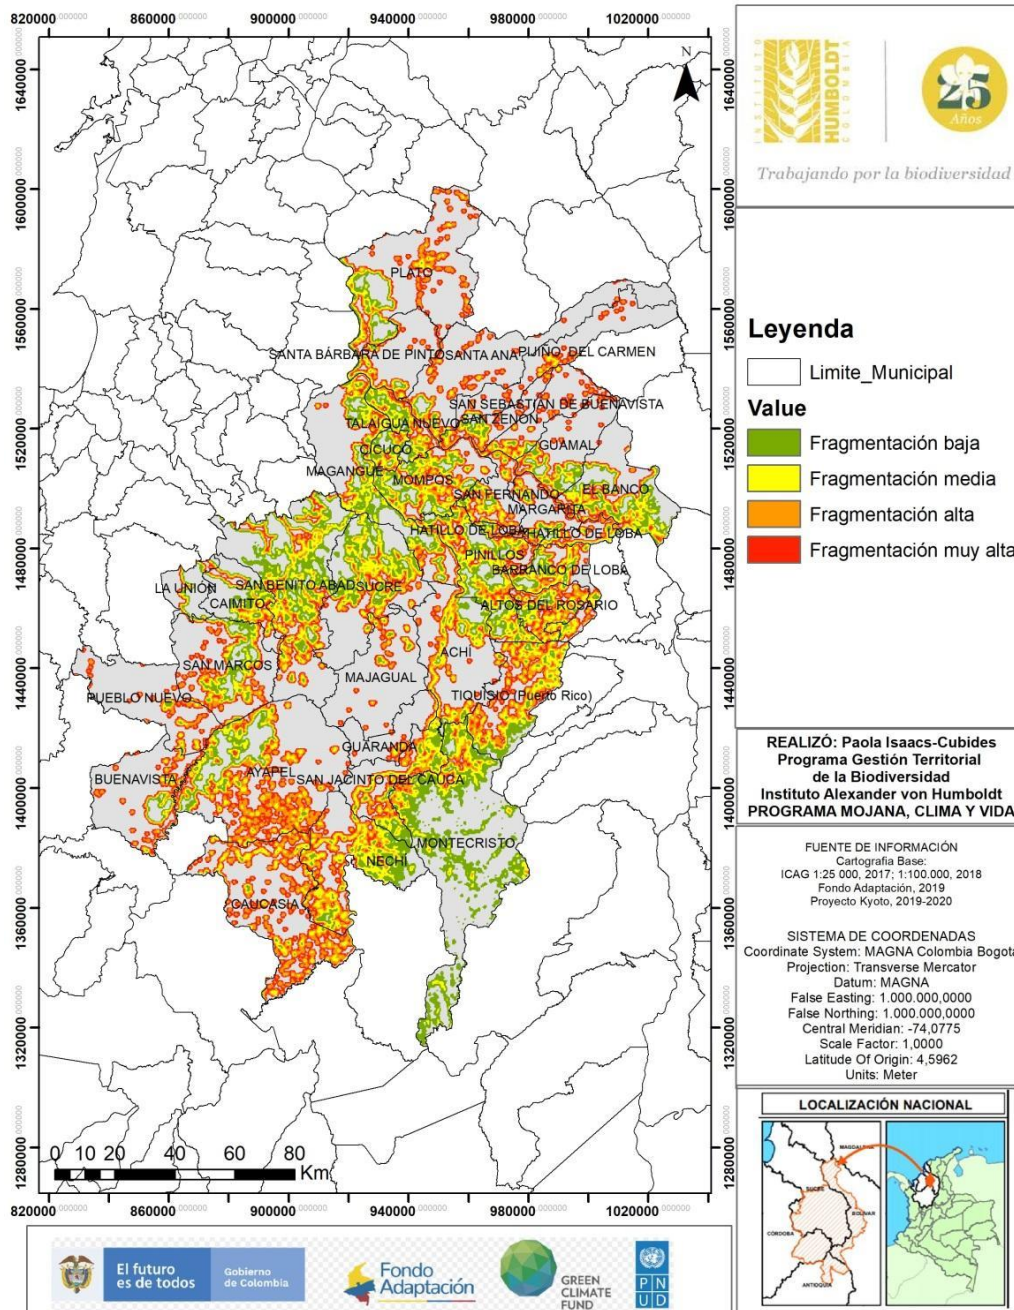 820000 860000 900000 940000 980000 1020000
N
1640000
1600000
1560000
1520000
1480000
1440000
1400000
1360000
1320000
1280000
PLATO
SANTA BÁRBARA DE PINTO
SANTA ANA
PIJIÑO DEL CARMEN
SAN SEBASTIÁN DE BUENAVISTA
SAN ZENÓN
TALAIGUA NUEVO
GUAMAL
CICUCO
MAGANGUÉ
MOMPÓS
EL BANCO
SAN FERNANDO
MARGARITA
HATILLO DE LOBA
HATILLO DE LOBA
PINILLOS
BARRANCO DE LOBA
LA UNIÓN
SAN BENITO ABAD
SUCRE
CAIMITO
ALTOS DEL ROSARIO
ACHÍ
SAN MARCOS
MAJAGUAL
PUEBLO NUEVO
TIQUISIO (Puerto Rico)
GUARANDA
BUENAVISTA
AYAPEL
SAN JACINTO DEL CAUCA
MONTECRISTO
NECHÍ
CAUCASIA
0 10 20 40 60 80
Km
820000 860000 900000 940000 980000 1020000
INSTITUTO
HUMBOLDT
COLOMBIA
25
Años
Trabajando por la biodiversidad
Leyenda
Limite_Municipal
Value
Fragmentación baja
Fragmentación media
Fragmentación alta
Fragmentación muy alta
REALIZÓ: Paola Isaacs-Cubides
Programa Gestión Territorial
de la Biodiversidad
Instituto Alexander von Humboldt
PROGRAMA MOJANA, CLIMA Y VIDA
FUENTE DE INFORMACIÓN
Cartografia Base:
ICAG 1:25 000, 2017; 1:100.000, 2018
Fondo Adaptación, 2019
Proyecto Kyoto, 2019-2020
SISTEMA DE COORDENADAS
Coordinate System: MAGNA Colombia Bogota
Projection: Transverse Mercator
Datum: MAGNA
False Easting: 1.000.000,0000
False Northing: 1.000.000,0000
Central Meridian: -74,0775
Scale Factor: 1,0000
Latitude Of Origin: 4,5962
Units: Meter
LOCALIZACIÓN NACIONAL
SUCRE
BOLIVAR
CÓRDOBA
ANTIOQUIA
El futuro
es de todos
Gobierno
de Colombia
Fondo
Adaptación
GREEN
CLIMATE
FUND
P N
U D